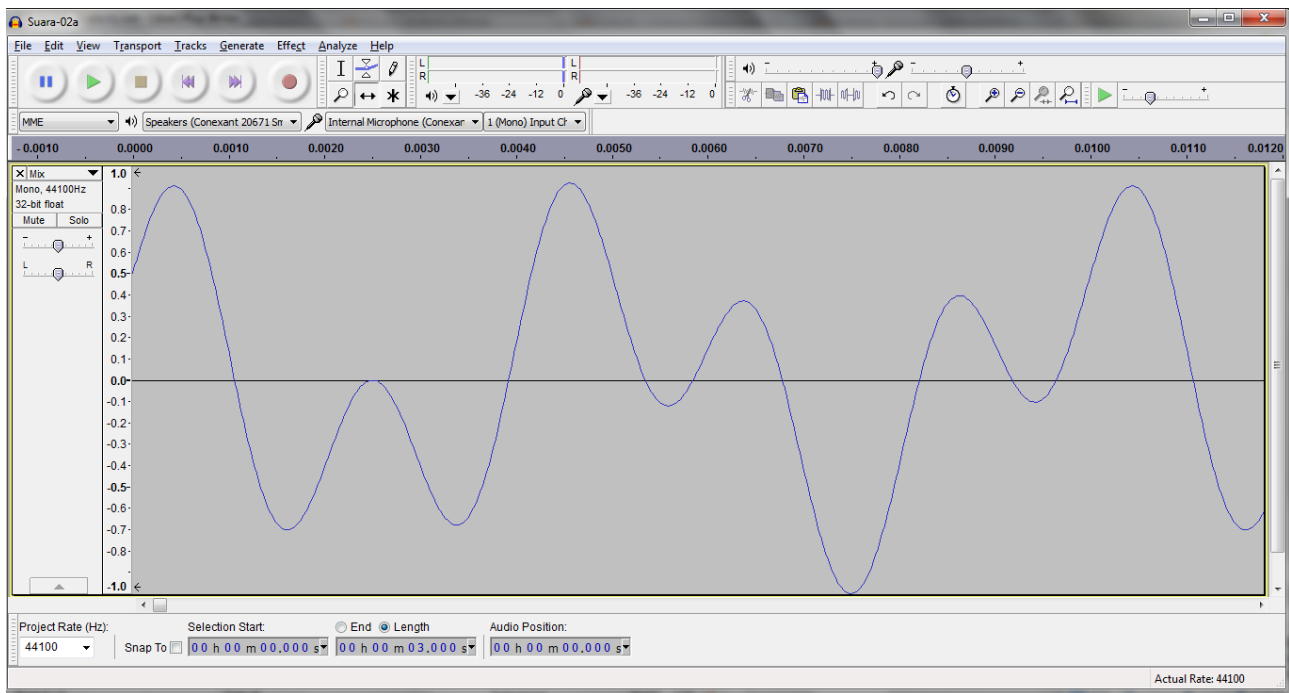 Suara-02a
File Edit View Transport Tracks Generate Effect Analyze Help
L
R
-36 -24 -12 0
L
R
-36 -24 -12 0
MME
Speakers (Conexant 20671 Sr
Internal Microphone (Conexar
1 (Mono) Input Ch
- 0.0010 0.0000 0.0010 0.0020 0.0030 0.0040 0.0050 0.0060 0.0070 0.0080 0.0090 0.0100 0.0110 0.0120
X Mix
Mono, 44100Hz
32-bit float
Mute Solo
- +
L R
1.0
0.8
0.7
0.6
0.5
0.4
0.3
0.2
0.1
0.0
-0.1
-0.2
-0.3
-0.4
-0.5
-0.6
-0.7
-0.8
-1.0
Project Rate (Hz): Selection Start: End Length Audio Position:
44100 Snap To 00 h 00 m 00.000 s 00 h 00 m 03.000 s 00 h 00 m 00.000 s
Actual Rate: 44100